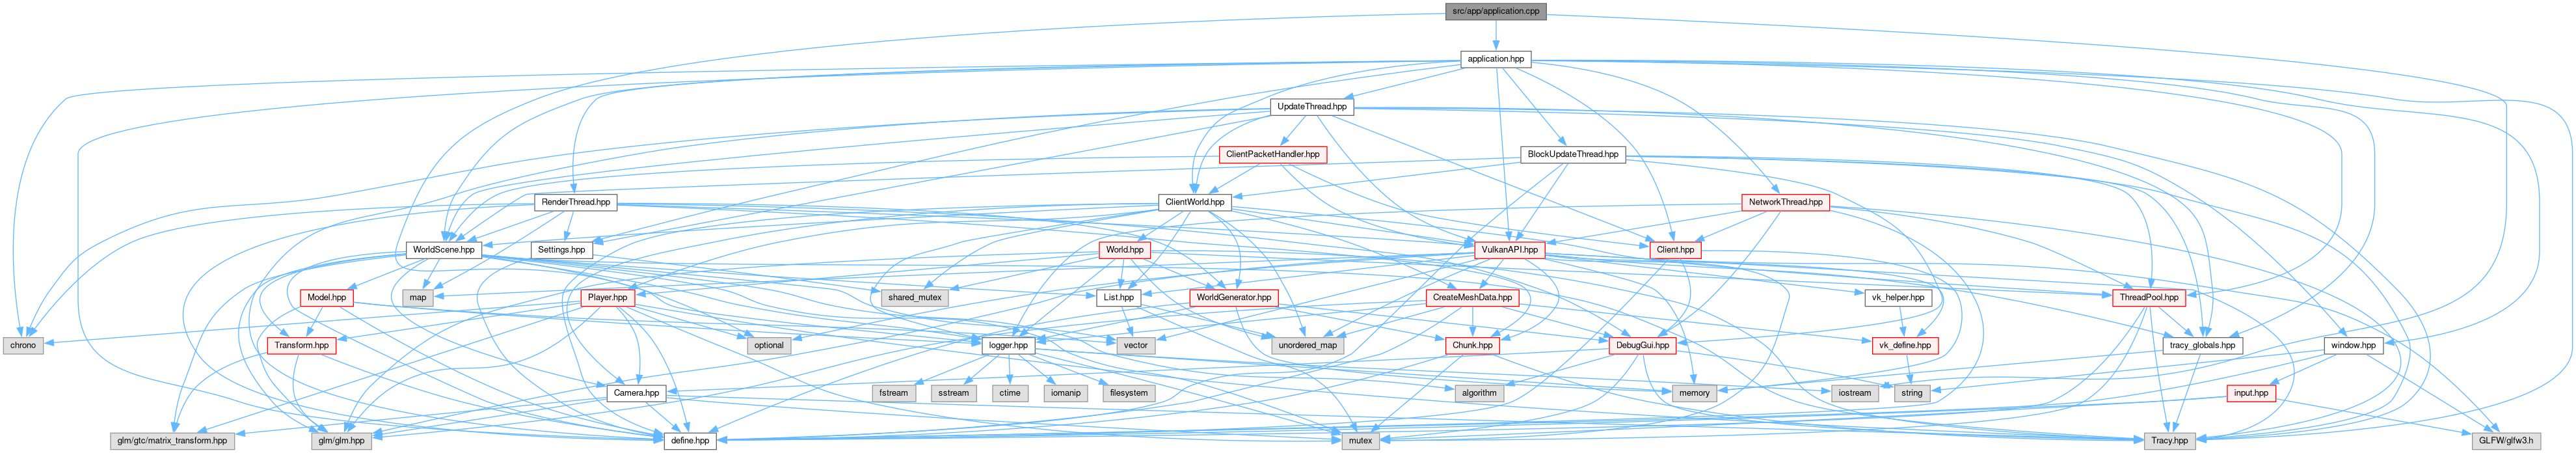 src/app/application.cpp
application.hpp
UpdateThread.hpp
ClientPacketHandler.hpp
BlockUpdateThread.hpp
RenderThread.hpp
ClientWorld.hpp
NetworkThread.hpp
WorldScene.hpp
Settings.hpp
World.hpp
VulkanAPI.hpp
Client.hpp
Model.hpp
map
Player.hpp
shared_mutex
List.hpp
WorldGenerator.hpp
CreateMeshData.hpp
vk_helper.hpp
ThreadPool.hpp
chrono
Transform.hpp
optional
logger.hpp
vector
unordered_map
Chunk.hpp
DebugGui.hpp
vk_define.hpp
tracy_globals.hpp
window.hpp
Camera.hpp
fstream
sstream
ctime
iomanip
filesystem
algorithm
memory
iostream
string
input.hpp
glm/gtc/matrix_transform.hpp
glm/glm.hpp
define.hpp
mutex
Tracy.hpp
GLFW/glfw3.h